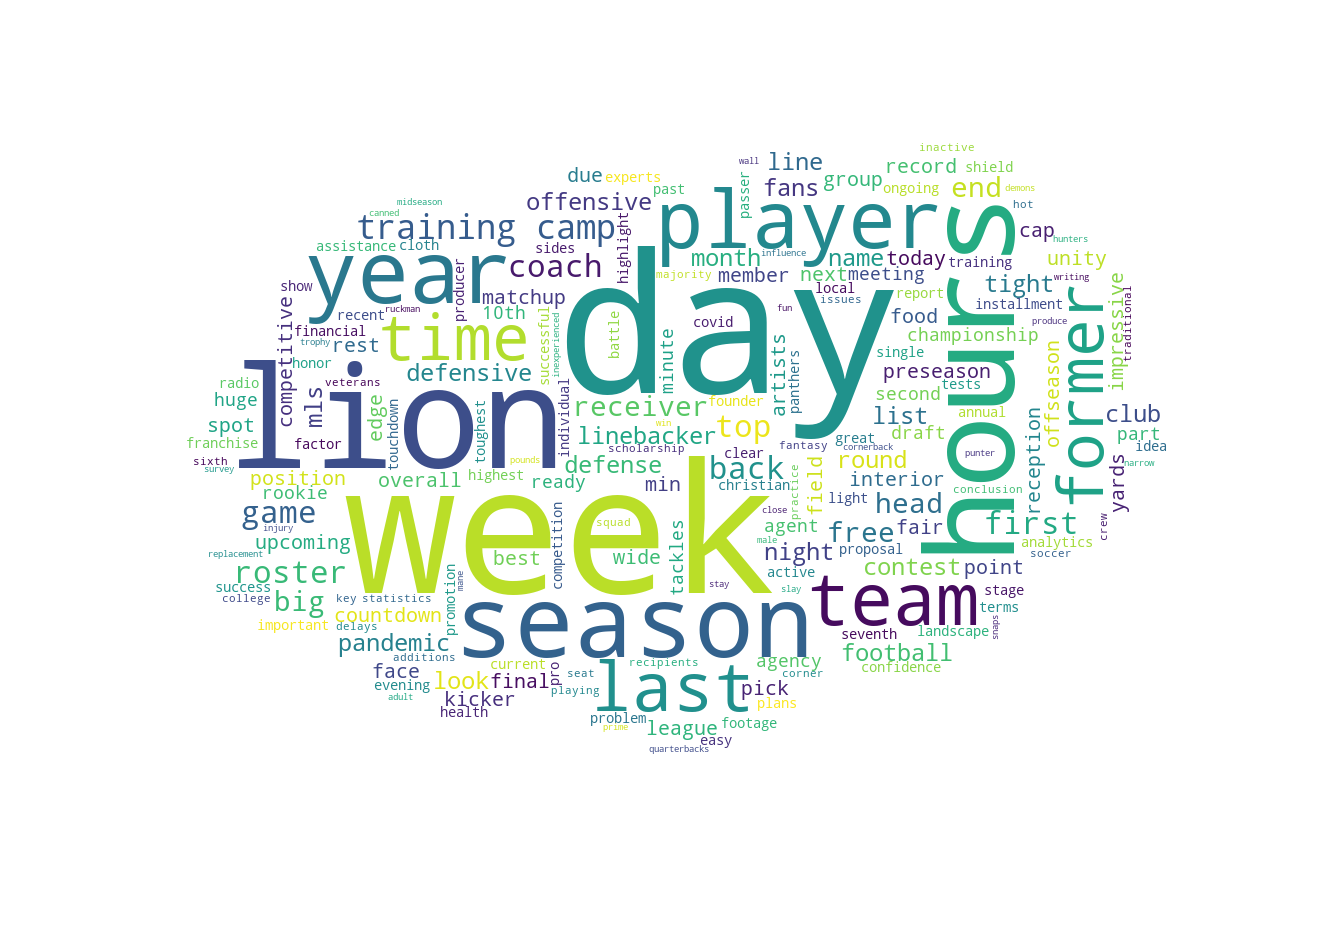 inactive
wall
line
record
shield
due
experts
past
passer
fans
group
ongoing
end
demons
midseason
canned
offensive
player
hours
hot
training camp
highlight
cap
hunters
assistance
cloth
sides
day
month
influence
name
today
training
unity
year
coach
producer
majority
member
next
meeting
tight
writing
show
matchup
local
issues
report
installment
former
impressive
traditional
recent
ruckman
10th
successful
inexperienced
battle
covid
fun
food
produce
financial
time
competitive
trophy
rest
minute
artists
panthers
single
championship
honor
defensive
preseason
tests
offseason
radio
lion
veterans
huge
mls
edge
touchdown
toughest
individual
receiver
founder
second
annual
list
club
spot
top
win
draft
part
franchise
factor
linebacker
scholarship
clear
fantasy
great
cornerback
punter
reception
idea
sixth
survey
pounds
defense
back
round
interior
narrow
position
overall
highest
ready
min
christian
practice
field
light
conclusion
yards
rookie
game
week
close
head
first
injury
squad
agent
free
fair
analytics
crew
upcoming
male
night
proposal
soccer
replacement
best
competition
wide
tackles
roster
active
contest
point
success
mane
stay
slay
college
big
key
statistics
promotion
season
team
stage
terms
snaps
countdown
important
delays
seventh
landscape
pandemic
football
additions
current
pro
recipients
agency
confidence
face
seat
corner
evening
look
final
playing
last
pick
adult
kicker
plans
health
problem
prime
league
footage
easy
quarterbacks